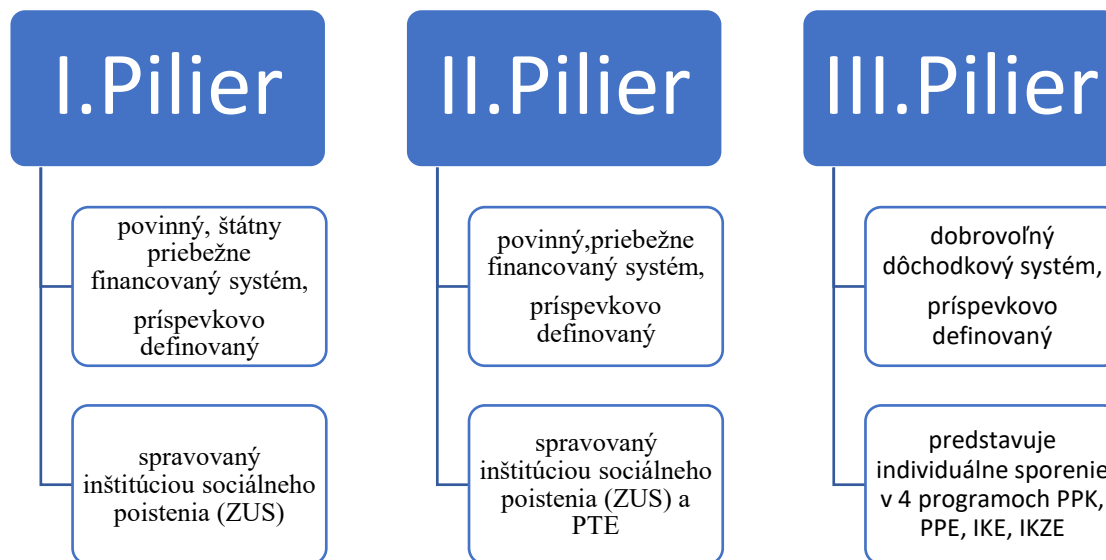 I.Pilier
povinný, štátny
priebežne
financovaný systém,
príspevkovo
definovaný
spravovaný
inštitúciou sociálneho
poistenia (ZUS)
II.Pilier
povinný,priebežne
financovaný systém,
príspevkovo
definovaný
spravovaný
inštitúciou sociálneho
poistenia (ZUS) a
PTE
III.Pilier
dobrovoľný
dôchodkový systém,
príspevkovo
definovaný
predstavuje
individuálne sporenie
v 4 programoch PPK,
PPE, IKE, IKZE